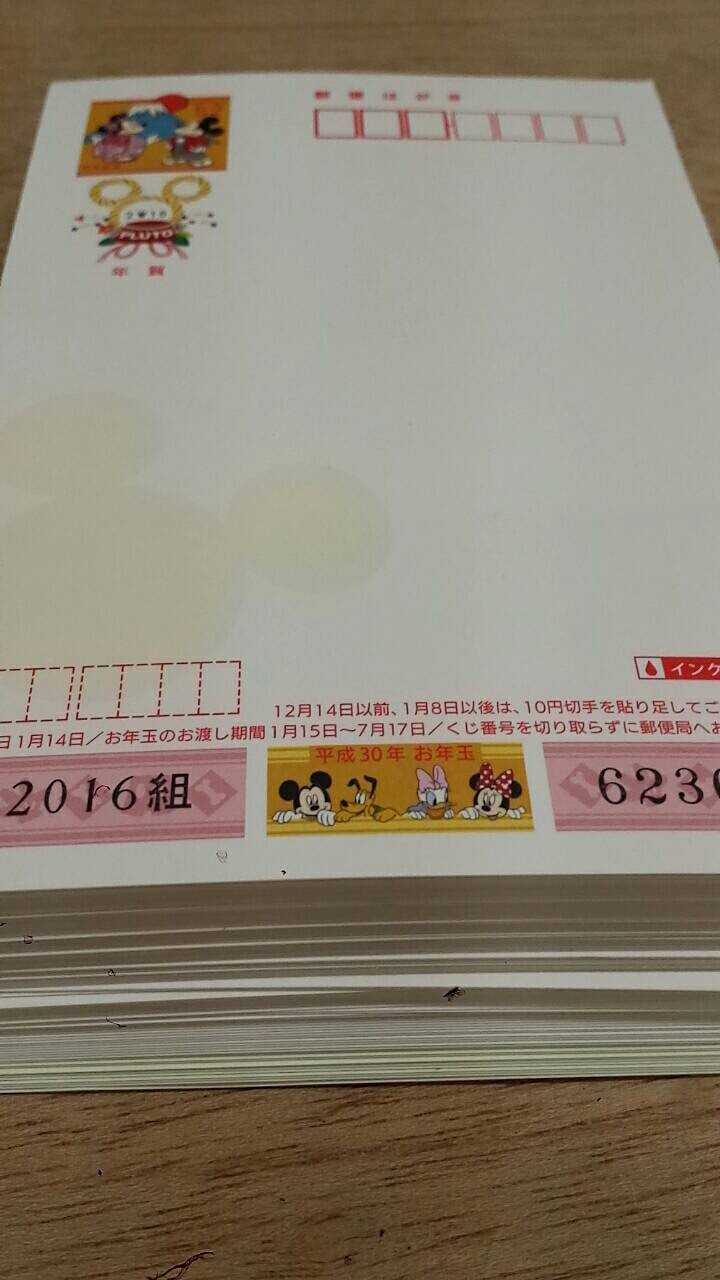 郵便はがき
2018
PLUTO
年賀
インク
12月14日以前、1月8日以後は、10円切手を貼り足してこ
日1月14日／お年玉のお渡し期間1月15日～7月17日／くじ番号を切り取らずに郵便局へお
平成30年 お年玉
2016組
6230